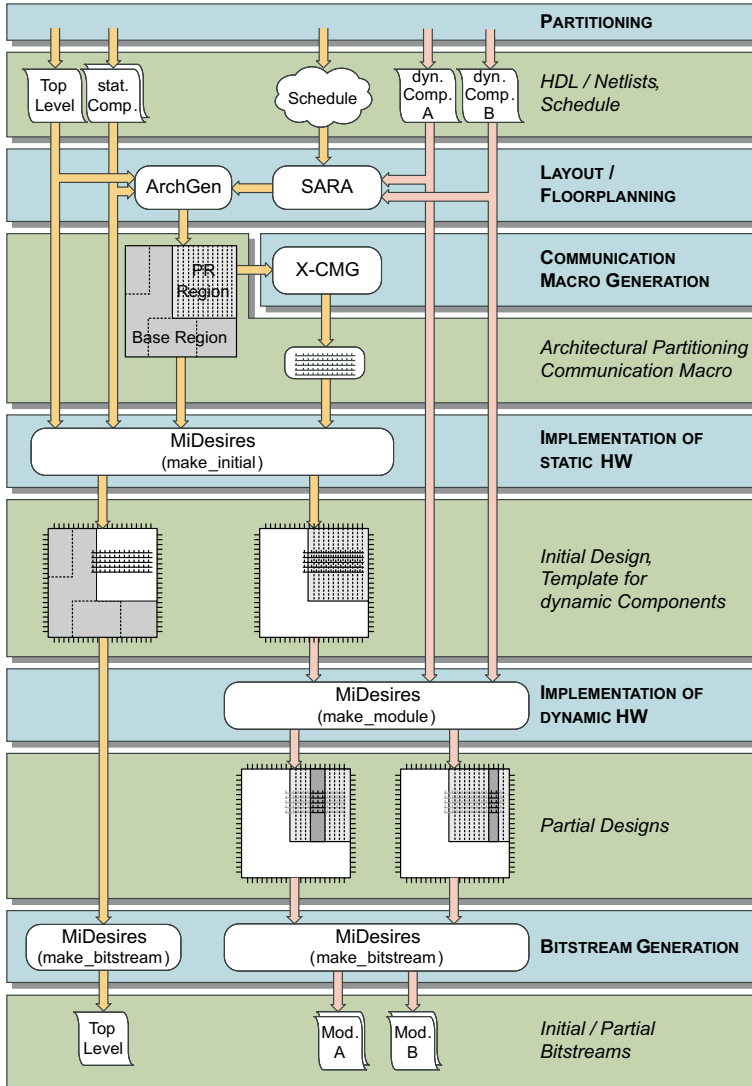 PARTITIONING
Top
Level
stat.
Comp.
Schedule
dyn.
Comp.
A
dyn.
Comp.
B
HDL / Netlists,
Schedule
ArchGen
SARA
LAYOUT /
FLOORPLANNING
PR
Region
Base Region
X-CMG
COMMUNICATION
MACRO GENERATION
Architectural Partitioning
Communication Macro
MiDesires
(make_initial)
IMPLEMENTATION OF
STATIC HW
Initial Design,
Template for
dynamic Components
MiDesires
(make_module)
IMPLEMENTATION OF
DYNAMIC HW
Partial Designs
MiDesires
(make_bitstream)
MiDesires
(make_bitstream)
BITSTREAM GENERATION
Top
Level
Mod.
A
Mod.
B
Initial / Partial
Bitstreams